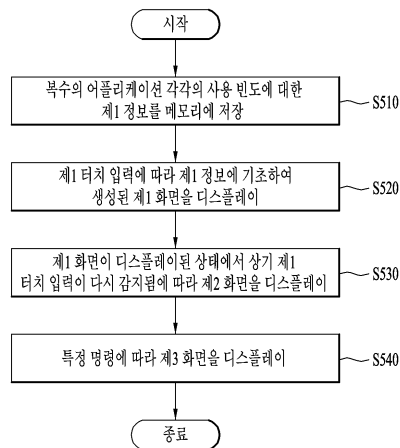 시작
복수의 어플리케이션 각각의 사용 빈도에 대한
제1 정보를 메모리에 저장
S510
제1 터치 입력에 따라 제1 정보에 기초하여
생성된 제1 화면을 디스플레이
S520
제1 화면이 디스플레이된 상태에서 상기 제1
터치 입력이 다시 감지됨에 따라 제2 화면을 디스플레이
S530
특정 명령에 따라 제3 화면을 디스플레이
S540
종료